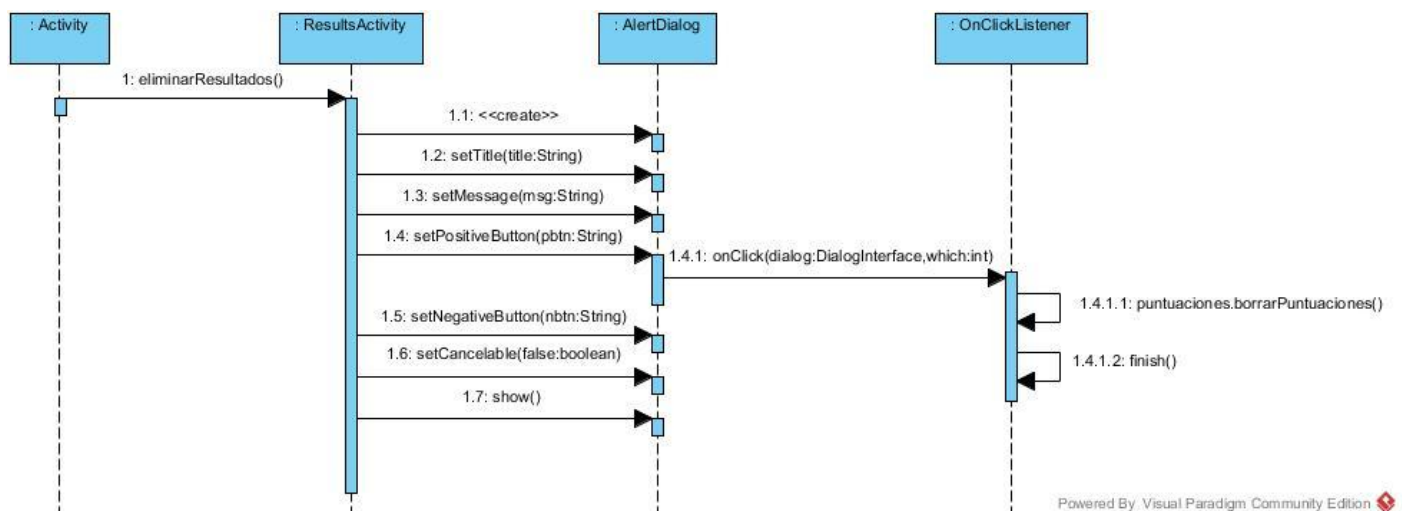 : Activity
: ResultsActivity
: AlertDialog
: OnClickListener
1: eliminarResultados()
1.1: <<create>>
1.2: setTitle(title:String)
1.3: setMessage(msg:String)
1.4: setPositiveButton(pbtn:String)
1.4.1: onClick(dialog:DialogInterface,which:int)
1.4.1.1: puntuaciones.borrarPuntuaciones()
1.5: setNegativeButton(nbtn:String)
1.6: setCancelable(false:boolean)
1.4.1.2: finish()
1.7: show()
Powered By Visual Paradigm Community Edition